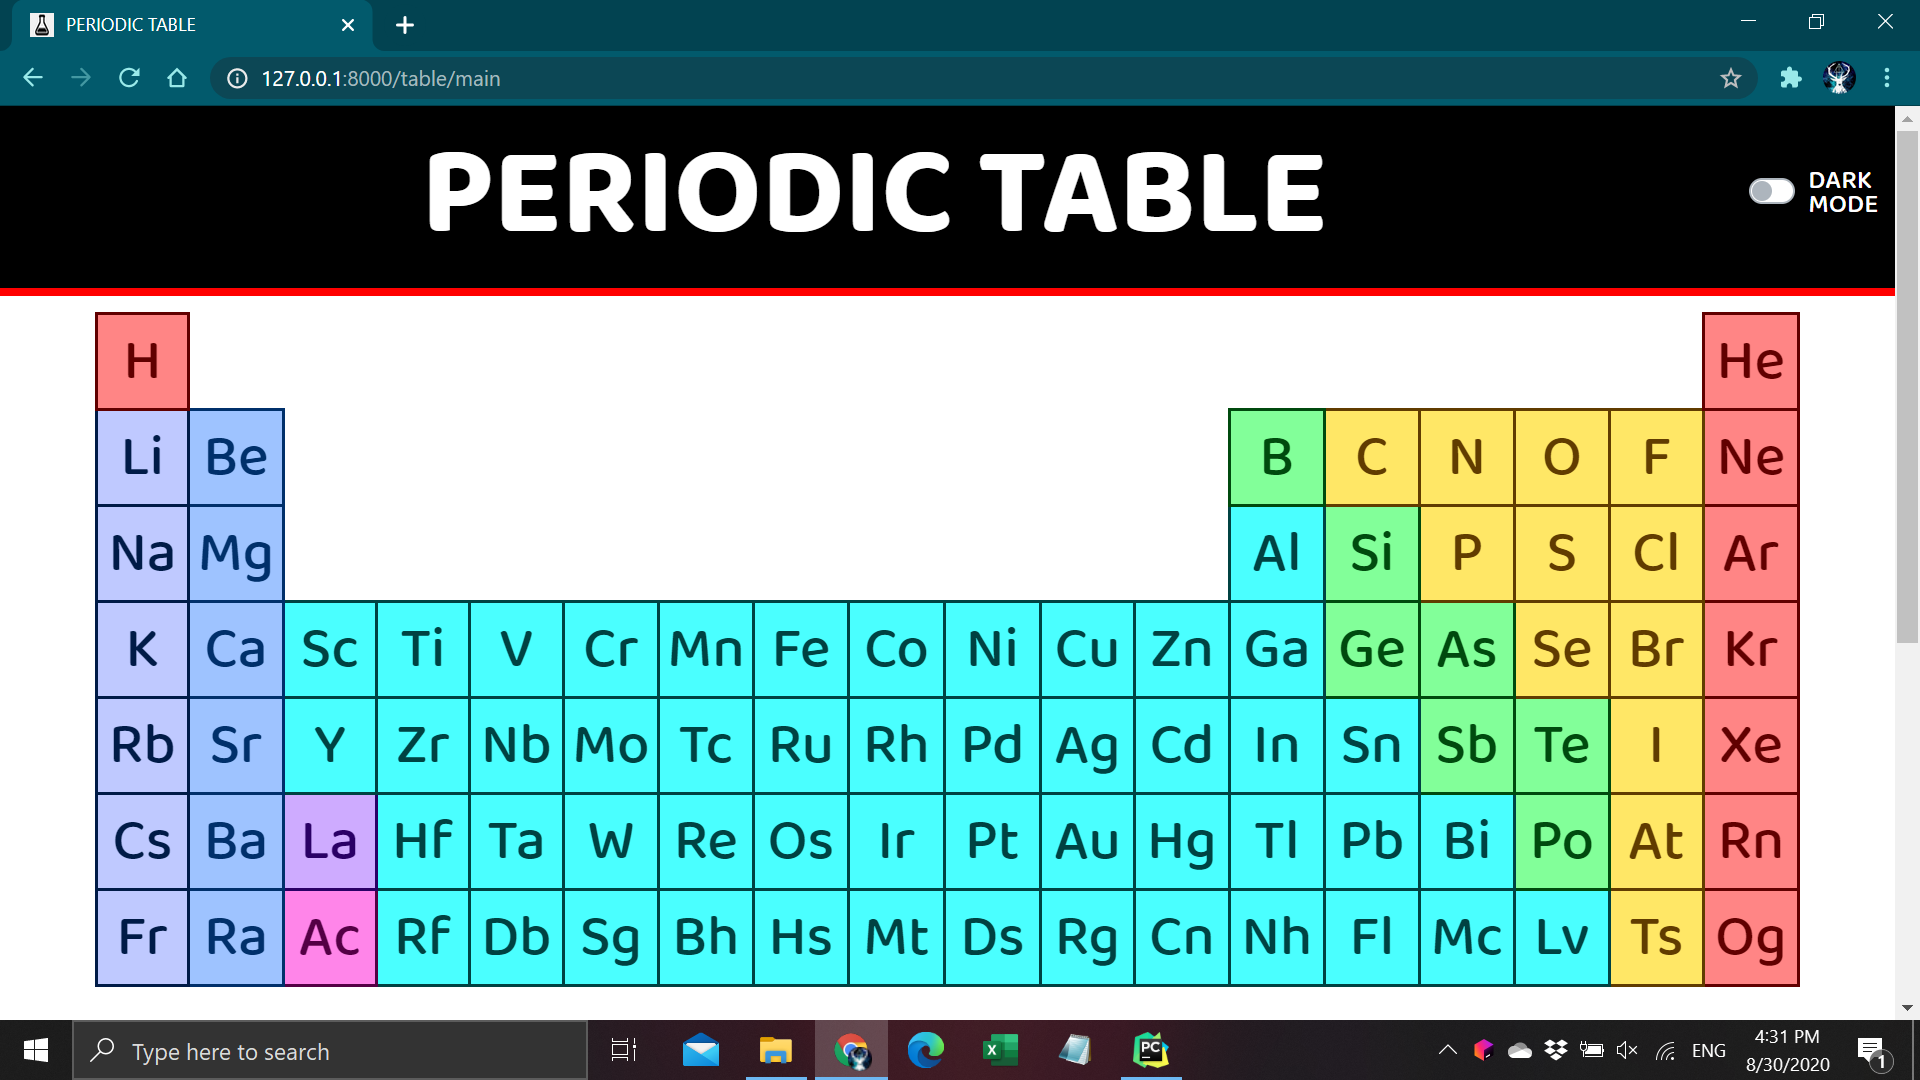 PERIODIC TABLE
127.0.0.1:8000/table/main
PERIODIC TABLE
DARK
MODE
H He
Li Be B C N O F Ne
Na Mg Al Si P S Cl Ar
K Ca Sc Ti V Cr Mn Fe Co Ni Cu Zn Ga Ge As Se Br Kr
Rb Sr Y Zr Nb Mo Tc Ru Rh Pd Ag Cd In Sn Sb Te I Xe
Cs Ba La Hf Ta W Re Os Ir Pt Au Hg Tl Pb Bi Po At Rn
Fr Ra Ac Rf Db Sg Bh Hs Mt Ds Rg Cn Nh Fl Mc Lv Ts Og
Type here to search
PC
ENG
4:31 PM
8/30/2020
1